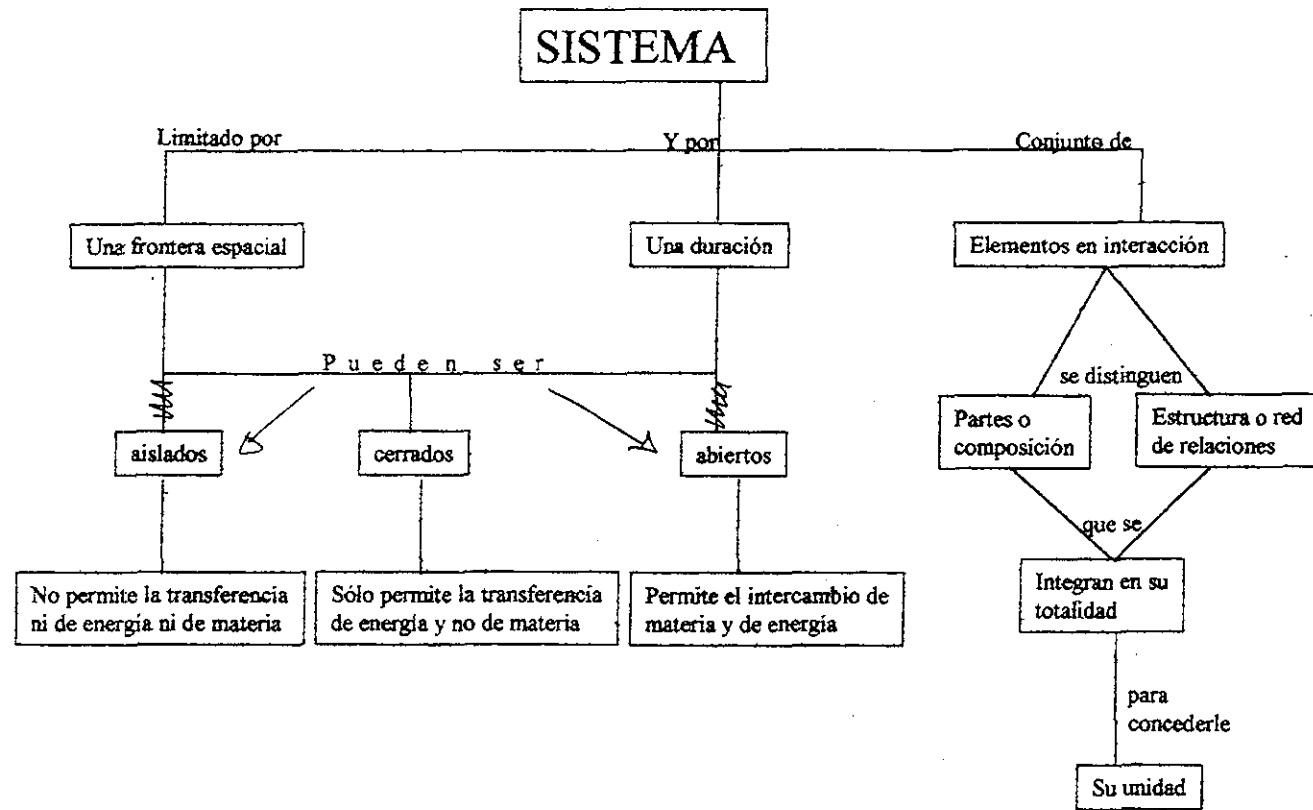 SISTEMA
Limitado por
Y por
Conjunto de
Una frontera espacial
Una duración
Elementos en interacción
Pueden ser
se distinguen
aislados
cerrados
abiertos
Partes o
composición
Estructura o red
de relaciones
que se
No permite la transferencia
ni de energía ni de materia
Sólo permite la transferencia
de energía y no de materia
Permite el intercambio de
materia y de energía
Integran en su
totalidad
para
concederle
Su unidad